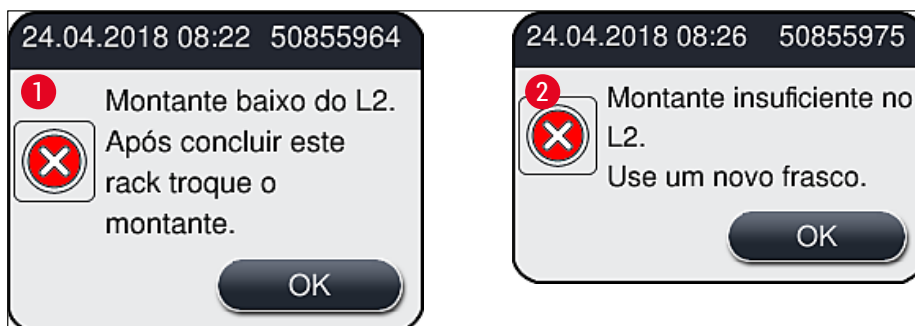 24.04.2018 08:22 50855964
1
Montante baixo do L2.
Após concluir este
rack troque o
montante.
OK
24.04.2018 08:26 50855975
2
Montante insuficiente no
L2.
Use um novo frasco.
OK